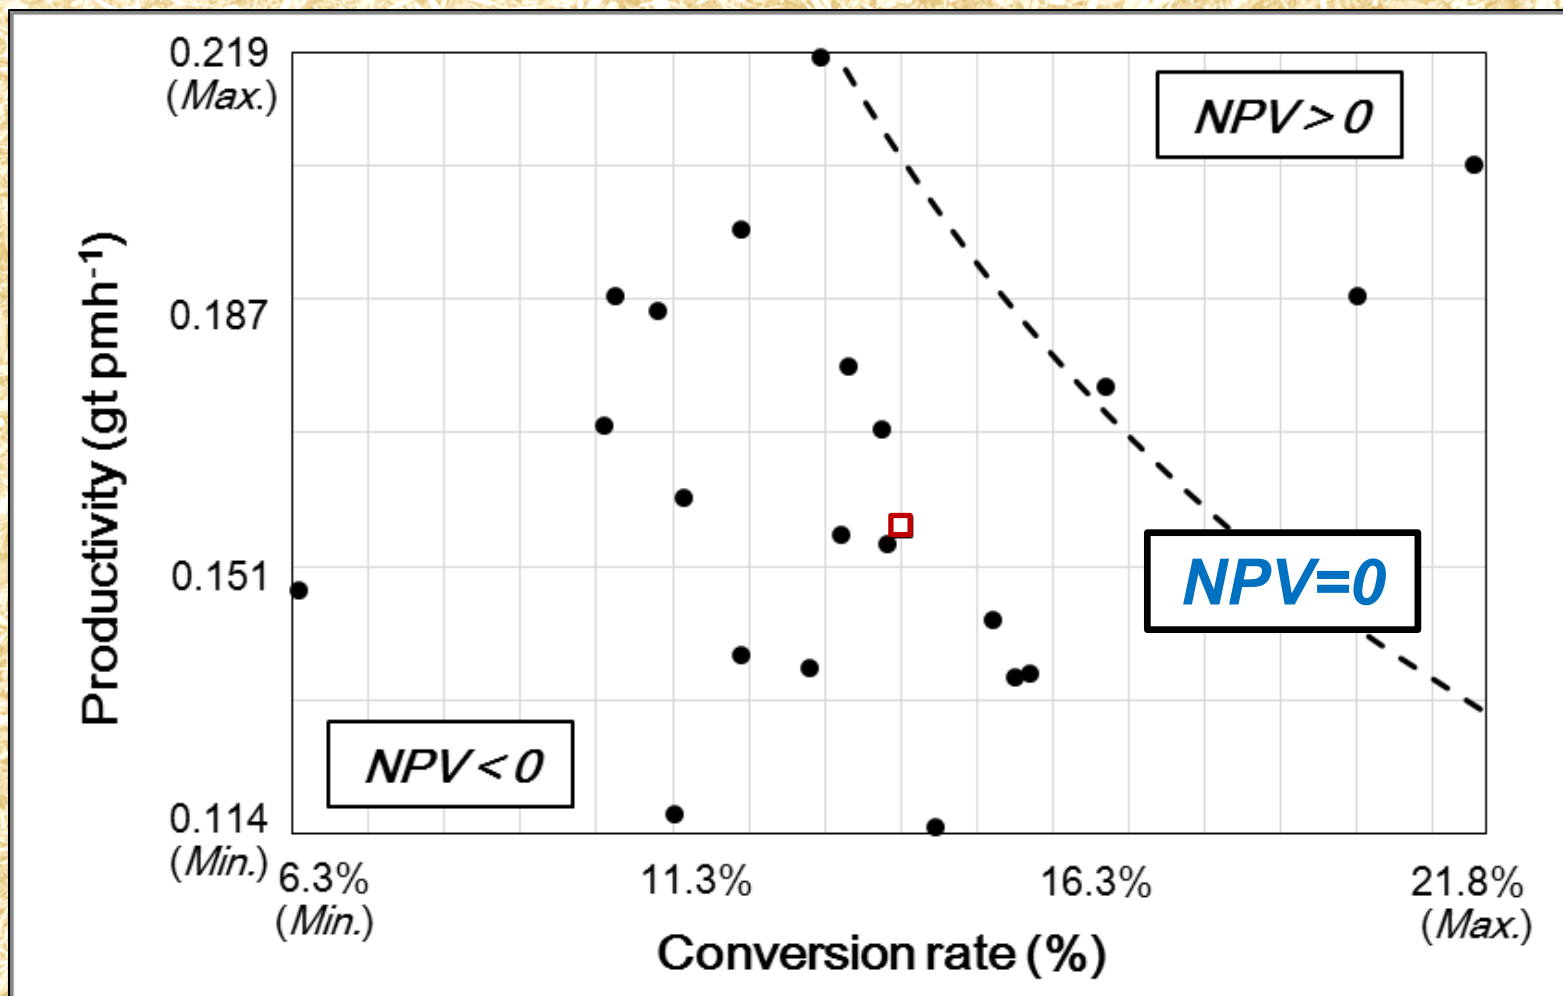 0.219
(Max.)
NPV>0
0.187
Productivity (gt pmh⁻¹)
0.151
NPV=0
NPV<0
0.114
(Min.)
6.3%
(Min.)
11.3%
16.3%
21.8%
(Max.)
Conversion rate (%)